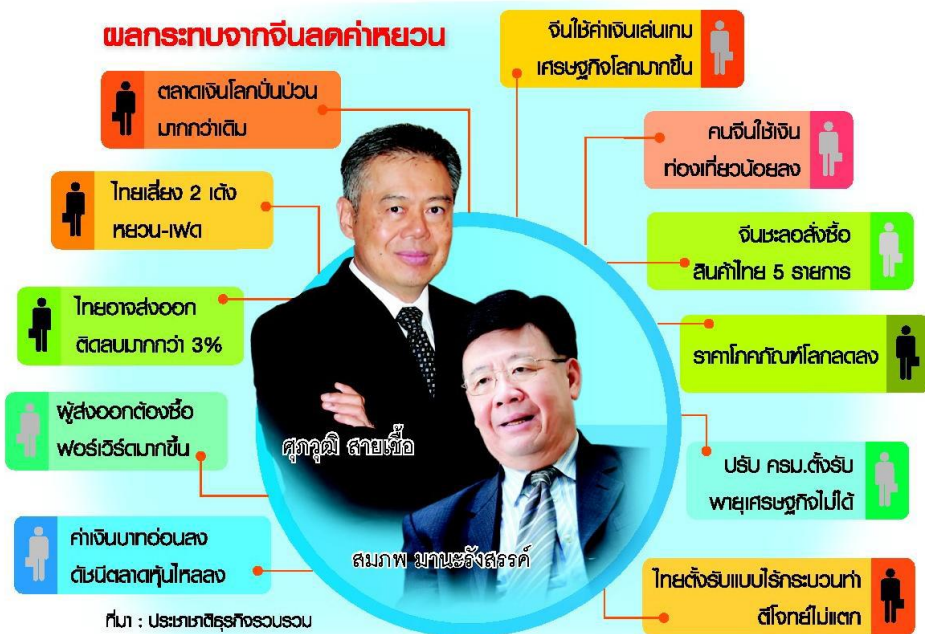 ผลกระทบจากจีนลดค่าหยวน
ตลาดเงินโลกปั่นป่วน
มากกว่าเดิม
ไทยเสี่ยง 2 เด้ง
หยวน-เฟด
ไทยอาจส่งออก
ติดลบมากกว่า 3%
ผู้ส่งออกต้องซื้อ
ฟอร์เวิร์ดมากขึ้น
ค่าเงินบาทอ่อนลง
ดัชนีตลาดหุ้นไหลลง
จีนใช้ค่าเงินเล่นเกม
เศรษฐกิจโลกมากขึ้น
คนจีนใช้เงิน
ท่องเที่ยวน้อยลง
จีนชะลอสั่งซื้อ
สินค้าไทย 5 รายการ
ราคาโภคภัณฑ์โลกลดลง
ปรับ ครม.ตั้งรับ
พายุเศรษฐกิจไม่ได้
ไทยตั้งรับแบบไร้กระบวนท่า
ตีโจทย์ไม่แตก
ศุภวุฒิ สายเชื้อ
สมภพ มานะรังสรรค์
ที่มา : ประชาชาติธุรกิจรวบรวม